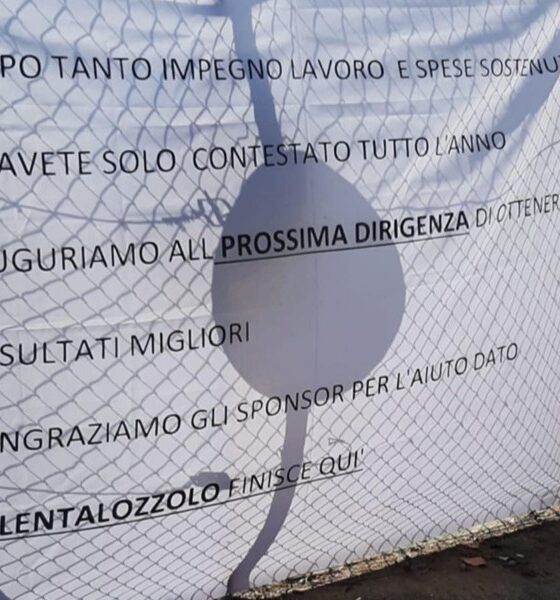 PO TANTO IMPEGNO LAVORO E SPESE SOSTENU
AVETE SOLO CONTESTATO TUTTO L'ANNO
UGURIAMO ALL PROSSIMA DIRIGENZA DI OTTENER
SULTATI MIGLIORI
NGRAZIAMO GLI SPONSOR PER L'AIUTO DATO
LENTALOZZOLO FINISCE QUI'